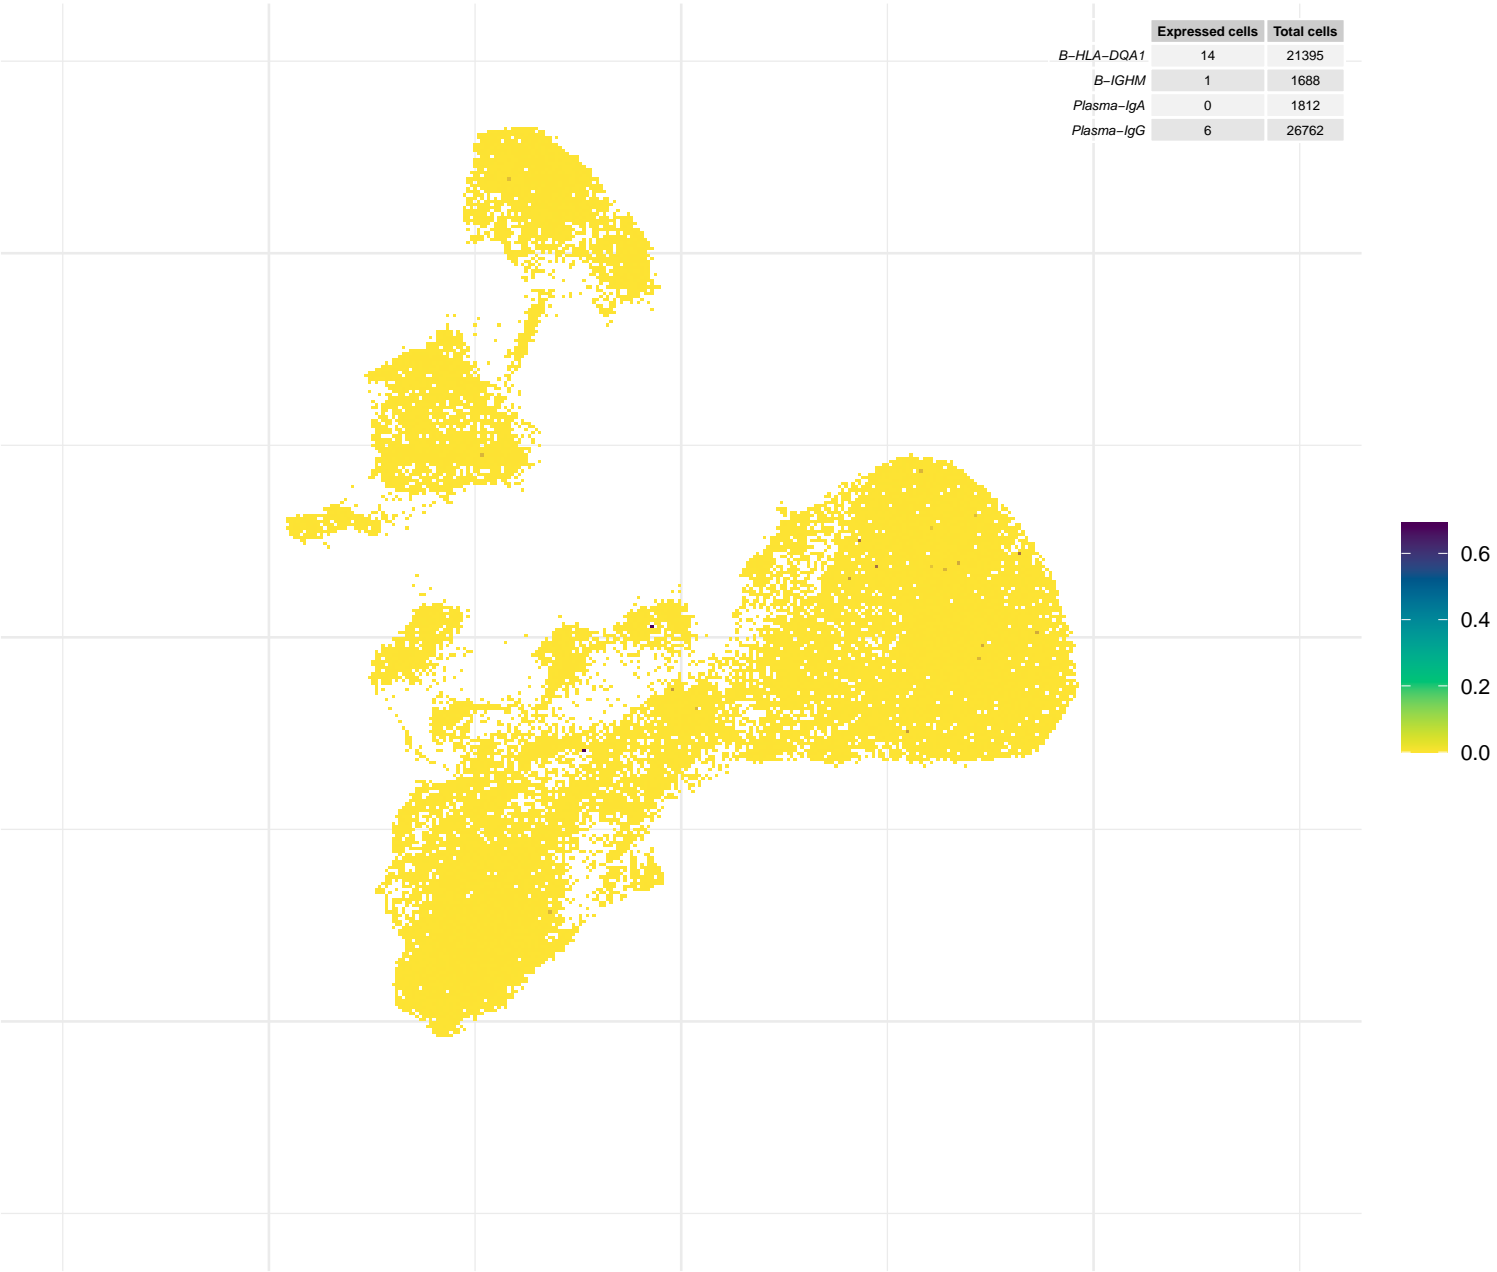 Expressed cells Total cells
B−HLA−DQA1 14 21395
B−IGHM 1 1688
Plasma−IgA 0 1812
Plasma−IgG 6 26762
0.6
0.4
0.2
0.0